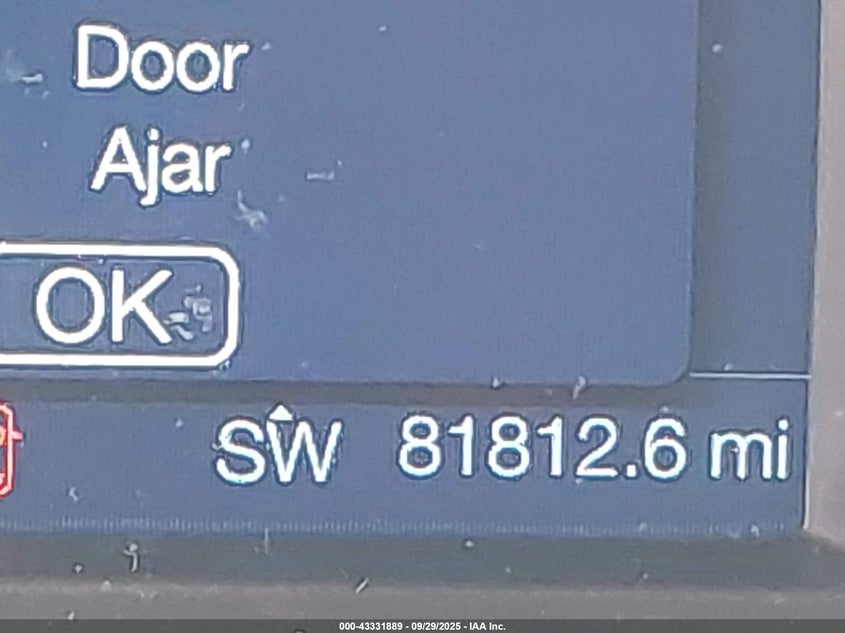 Door
Ajar
OK
SW 81812.6 mi
000-43331889 - 09/29/2025 - IAA Inc.